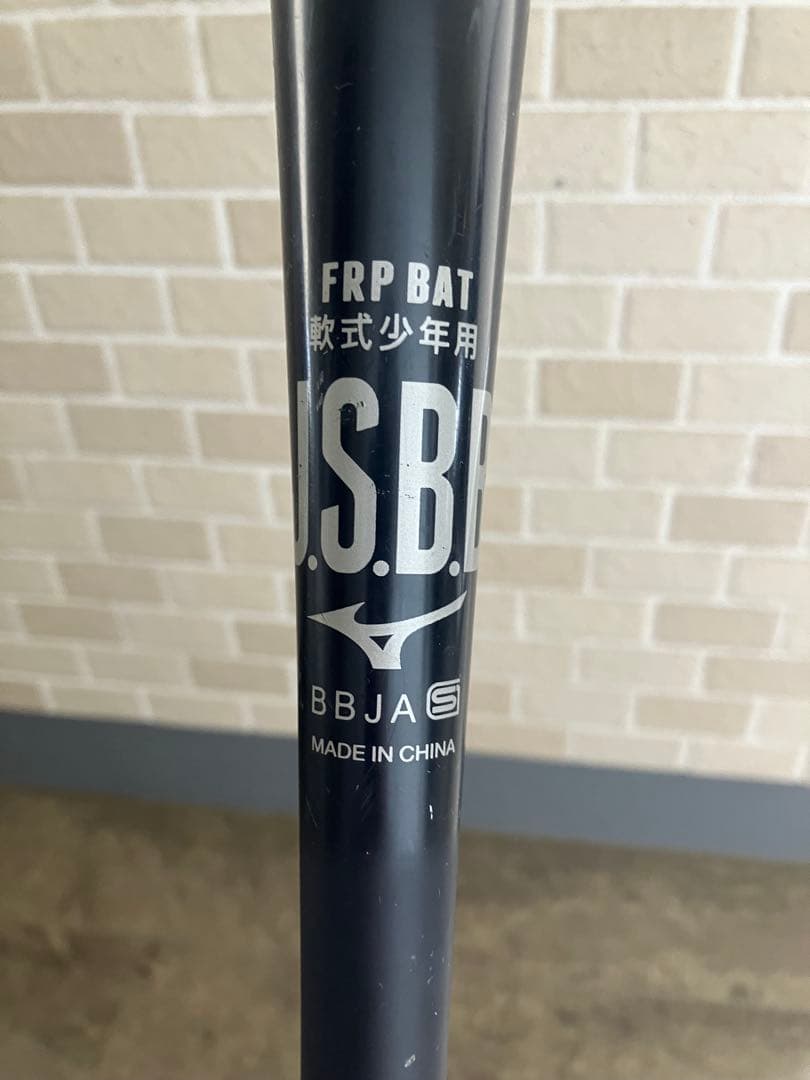 FRP BAT
軟式少年用
J.S.B.B
BBJA S
MADE IN CHINA